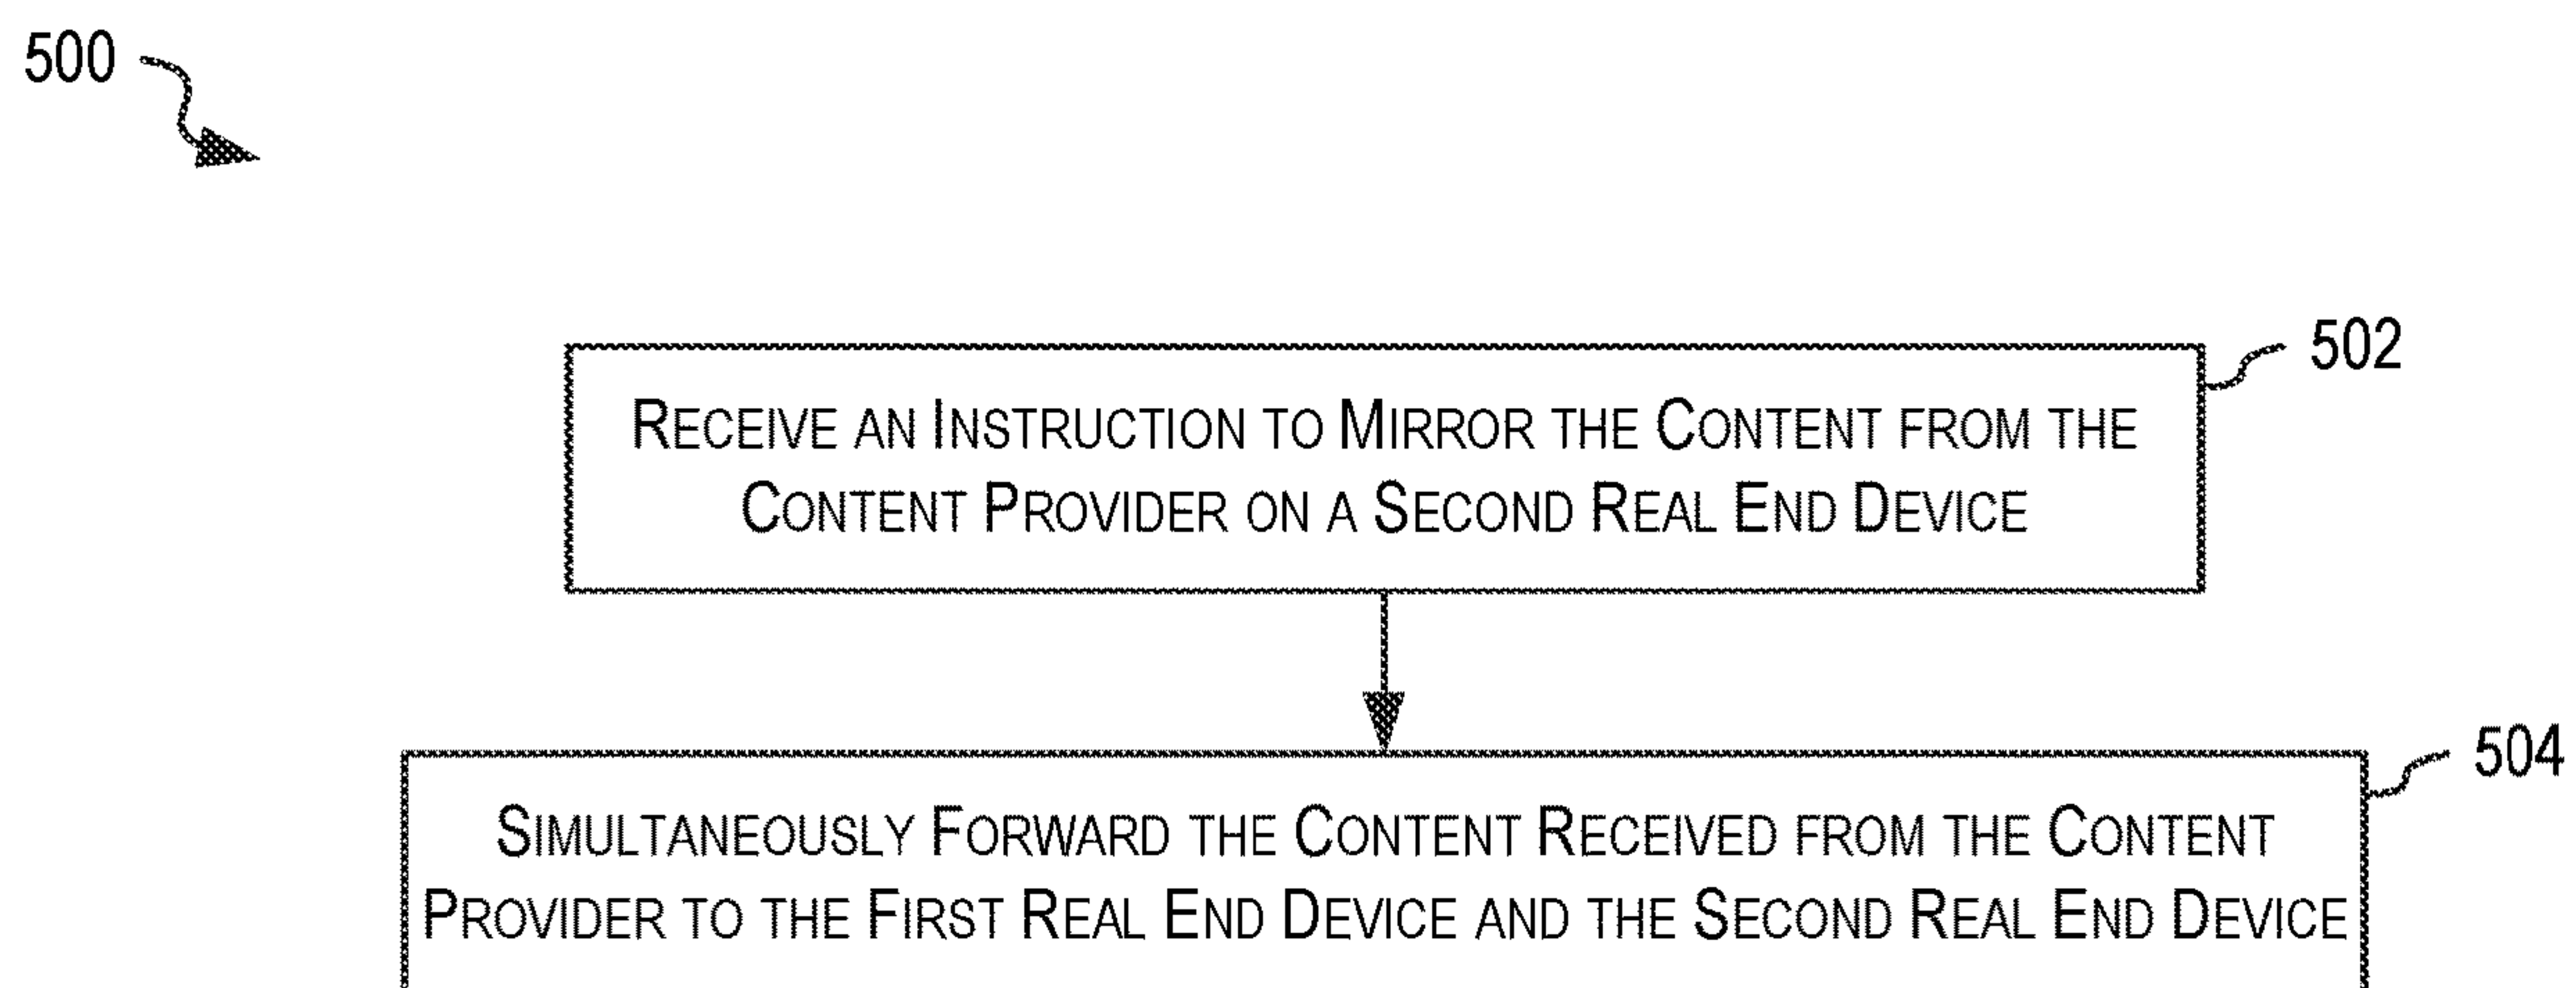 500
502
RECEIVE AN INSTRUCTION TO MIRROR THE CONTENT FROM THE
CONTENT PROVIDER ON A SECOND REAL END DEVICE
504
SIMULTANEOUSLY FORWARD THE CONTENT RECEIVED FROM THE CONTENT
PROVIDER TO THE FIRST REAL END DEVICE AND THE SECOND REAL END DEVICE